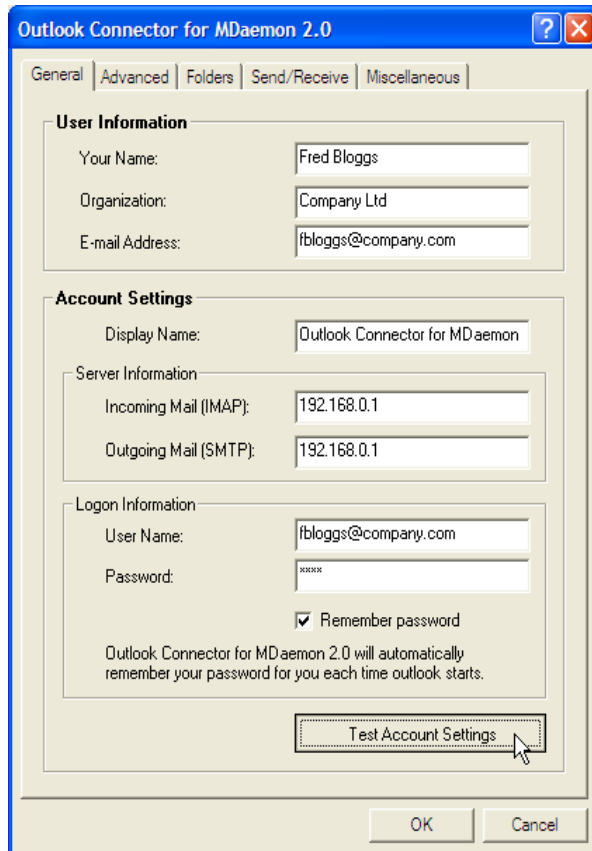 Outlook Connector for MDaemon 2.0
General Advanced Folders Send/Receive Miscellaneous
User Information
Your Name: Fred Bloggs
Organization: Company Ltd
E-mail Address: fbloggs@company.com
Account Settings
Display Name: Outlook Connector for MDaemon
Server Information
Incoming Mail (IMAP): 192.168.0.1
Outgoing Mail (SMTP): 192.168.0.1
Logon Information
User Name: fbloggs@company.com
Password: ××××
Remember password
Outlook Connector for MDaemon 2.0 will automatically
remember your password for you each time outlook starts.
Test Account Settings
OK Cancel